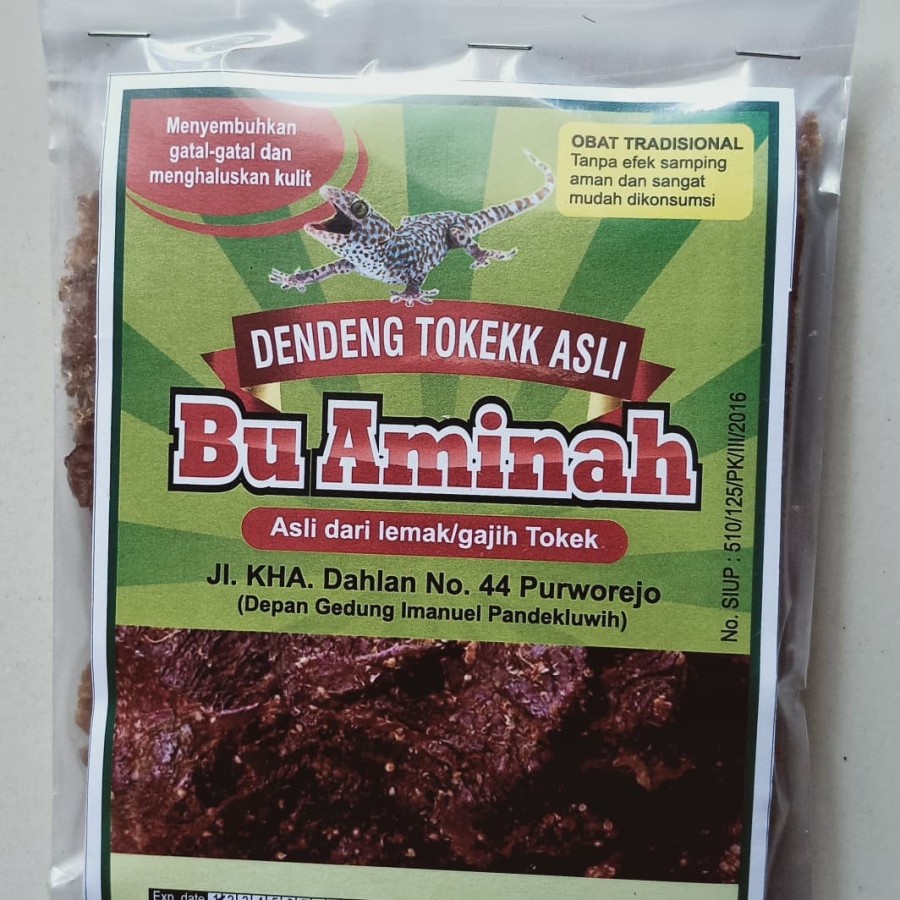 Menyembuhkan
gatal-gatal dan
menghaluskan kulit
OBAT TRADISIONAL
Tanpa efek samping
aman dan sangat
mudah dikonsumsi
DENDENG TOKEKK ASLI
Bu Aminah
Asli dari lemak/gajih Tokek
Jl. KHA. Dahlan No. 44 Purworejo
(Depan Gedung Imanuel Pandekluwih)
No. SIUP : 510/125/PK/III/2016
Exp. date